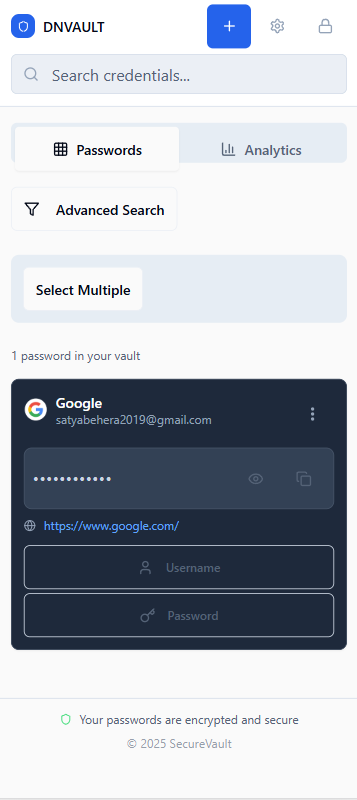 DNVAULT
Search credentials...
Passwords
Analytics
Advanced Search
Select Multiple
1 password in your vault
Google
satyabehera2019@gmail.com
••••••••••••
https://www.google.com/
Username
Password
Your passwords are encrypted and secure
© 2025 SecureVault